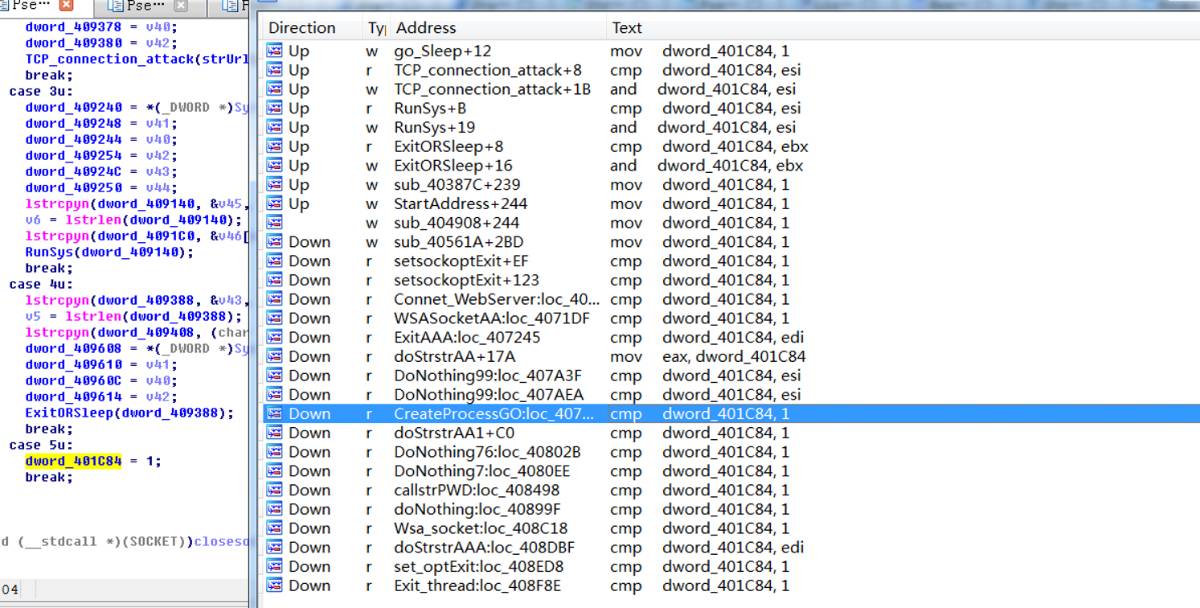 Pse…
Pse…
dword_409378 = v40;
dword_409380 = v42;
TCP_connection_attack(strUrl
break;
case 3u:
dword_409240 = *(_DWORD *)Sy
dword_409248 = v41;
dword_409244 = v40;
dword_409254 = v42;
dword_40924C = v43;
dword_409250 = v44;
lstrcpyn(dword_409140, &v45,
v6 = lstrlen(dword_409140);
lstrcpyn(dword_4091C0, &v46[
RunSys(dword_409140);
break;
case 4u:
lstrcpyn(dword_409388, &v43,
v5 = lstrlen(dword_409388);
lstrcpyn(dword_409408, (char
dword_409608 = *(_DWORD *)Sy
dword_409610 = v41;
dword_40960C = v40;
dword_409614 = v42;
ExitORSleep(dword_409388);
break;
case 5u:
dword_401C84 = 1;
break;
d (__stdcall *)(SOCKET))closeso
04
Direction Ty Address Text
Up w go_Sleep+12 mov dword_401C84, 1
Up r TCP_connection_attack+8 cmp dword_401C84, esi
Up w TCP_connection_attack+1B and dword_401C84, esi
Up r RunSys+B cmp dword_401C84, esi
Up w RunSys+19 and dword_401C84, esi
Up r ExitORSleep+8 cmp dword_401C84, ebx
Up w ExitORSleep+16 and dword_401C84, ebx
Up w sub_40387C+239 mov dword_401C84, 1
Up w StartAddress+244 mov dword_401C84, 1
w sub_404908+244 mov dword_401C84, 1
Down w sub_40561A+2BD mov dword_401C84, 1
Down r setsockoptExit+EF cmp dword_401C84, 1
Down r setsockoptExit+123 cmp dword_401C84, 1
Down r Connet_WebServer:loc_40... cmp dword_401C84, 1
Down r WSASocketAA:loc_4071DF cmp dword_401C84, 1
Down r ExitAAA:loc_407245 cmp dword_401C84, edi
Down r doStrstrAA+17A mov eax, dword_401C84
Down r DoNothing99:loc_407A3F cmp dword_401C84, esi
Down r DoNothing99:loc_407AEA cmp dword_401C84, esi
Down r CreateProcessGO:loc_407... cmp dword_401C84, 1
Down r doStrstrAA1+C0 cmp dword_401C84, 1
Down r DoNothing76:loc_40802B cmp dword_401C84, 1
Down r DoNothing7:loc_4080EE cmp dword_401C84, 1
Down r callstrPWD:loc_408498 cmp dword_401C84, 1
Down r doNothing:loc_40899F cmp dword_401C84, 1
Down r Wsa_socket:loc_408C18 cmp dword_401C84, 1
Down r doStrstrAAA:loc_408DBF cmp dword_401C84, edi
Down r set_optExit:loc_408ED8 cmp dword_401C84, 1
Down r Exit_thread:loc_408F8E cmp dword_401C84, 1